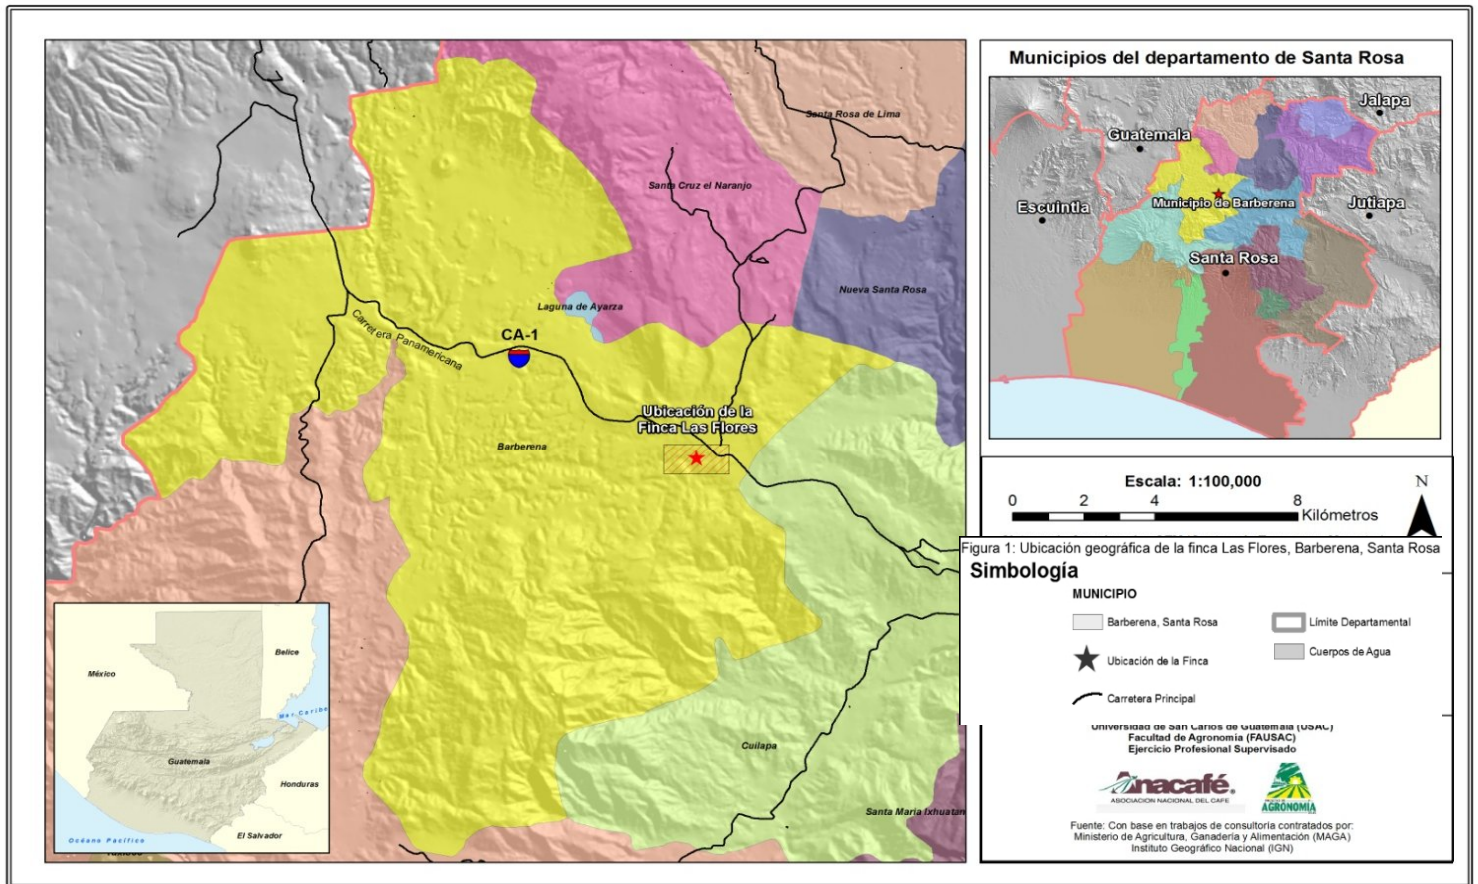 Santa Rosa de Lima
Santa Cruz el Naranjo
Nueva Santa Rosa
Laguna de Ayarza
CA-1
Carretera Panamericana
Ubicación de la
Finca Las Flores
Barberena
Cuilapa
Santa Maria Ixhuatan
México
Belice
Mar Caribe
Guatemala
Honduras
El Salvador
Océano Pacífico
Municipios del departamento de Santa Rosa
Jalapa
Guatemala
Escuintla
Municipio de Barberena
Jutiapa
Santa Rosa
Escala: 1:100,000
N
0 2 4 8
Kilómetros
Figura 1: Ubicación geográfica de la finca Las Flores, Barberena, Santa Rosa
Simbología
MUNICIPIO
Barberena, Santa Rosa
Límite Departamental
Ubicación de la Finca
Cuerpos de Agua
Carretera Principal
Universidad de San Carlos de Guatemala (USAC)
Facultad de Agronomía (FAUSAC)
Ejercicio Profesional Supervisado
Anacafé.
ASOCIACION NACIONAL DEL CAFE
AGRONOMÍA
Fuente: Con base en trabajos de consultoria contratados por:
Ministerio de Agricultura, Ganadería y Alimentación (MAGA)
Instituto Geográfico Nacional (IGN)